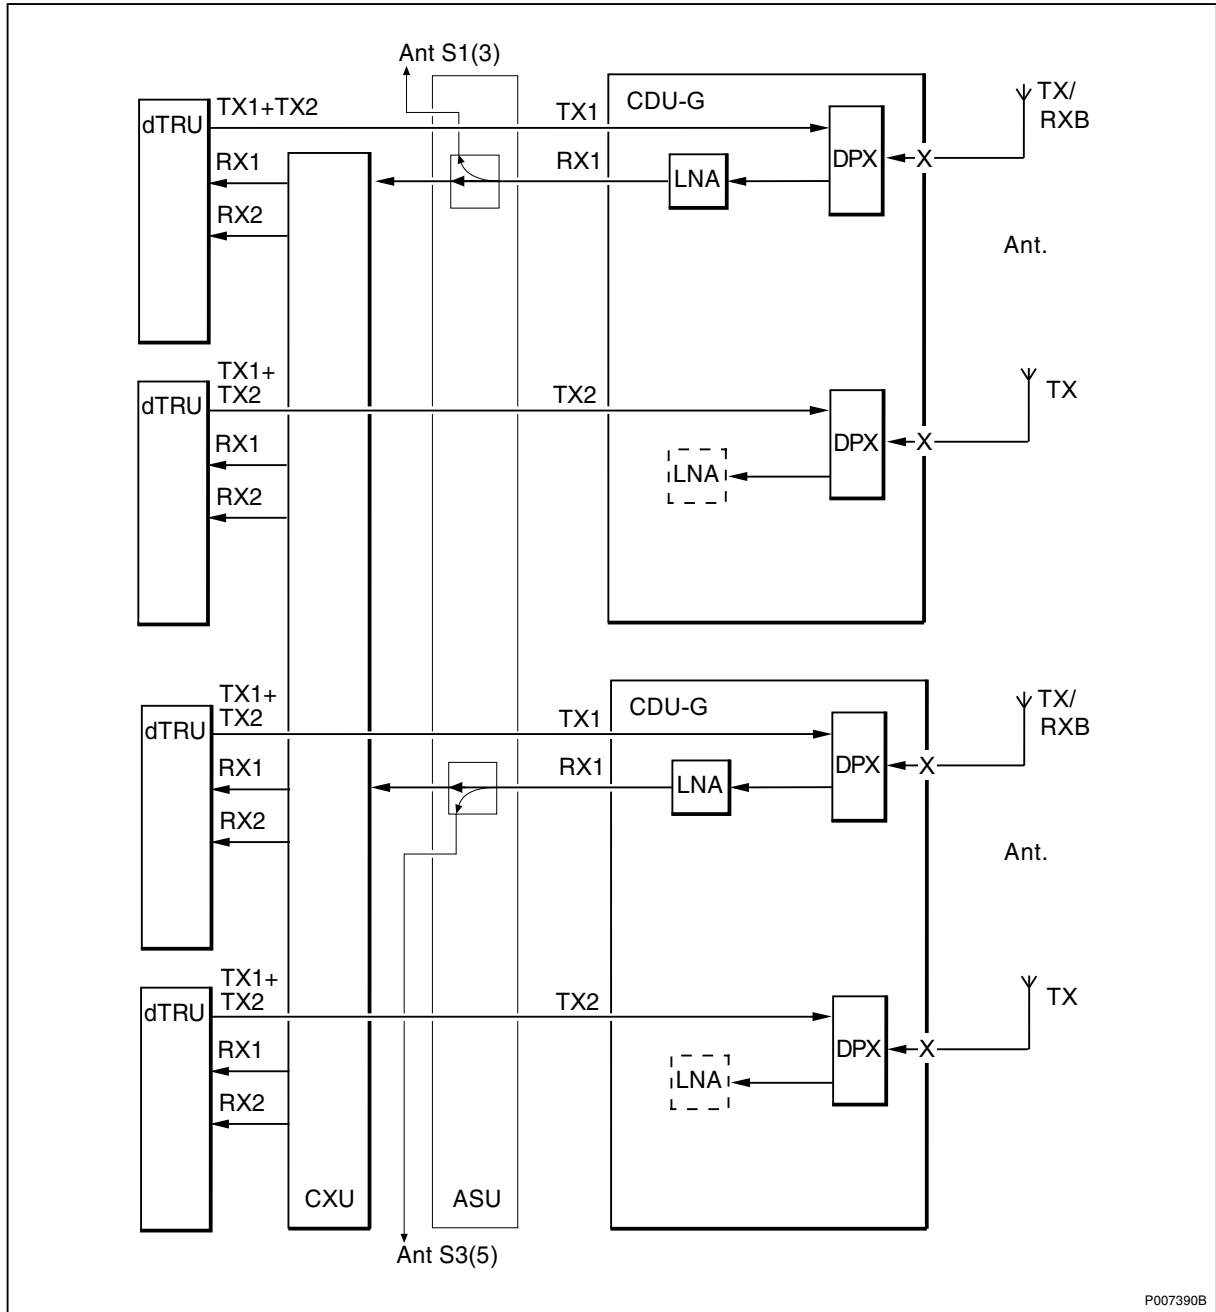 Ant S1(3)
dTRU
TX1+TX2
RX1
RX2
TX1
RX1
CDU-G
LNA
DPX
X
TX/
RXB
Ant.
dTRU
TX1+
TX2
RX1
RX2
TX2
LNA
DPX
X
TX
dTRU
TX1+
TX2
RX1
RX2
TX1
RX1
CDU-G
LNA
DPX
X
TX/
RXB
Ant.
dTRU
TX1+
TX2
RX1
RX2
TX2
LNA
DPX
X
TX
CXU
ASU
Ant S3(5)
P007390B